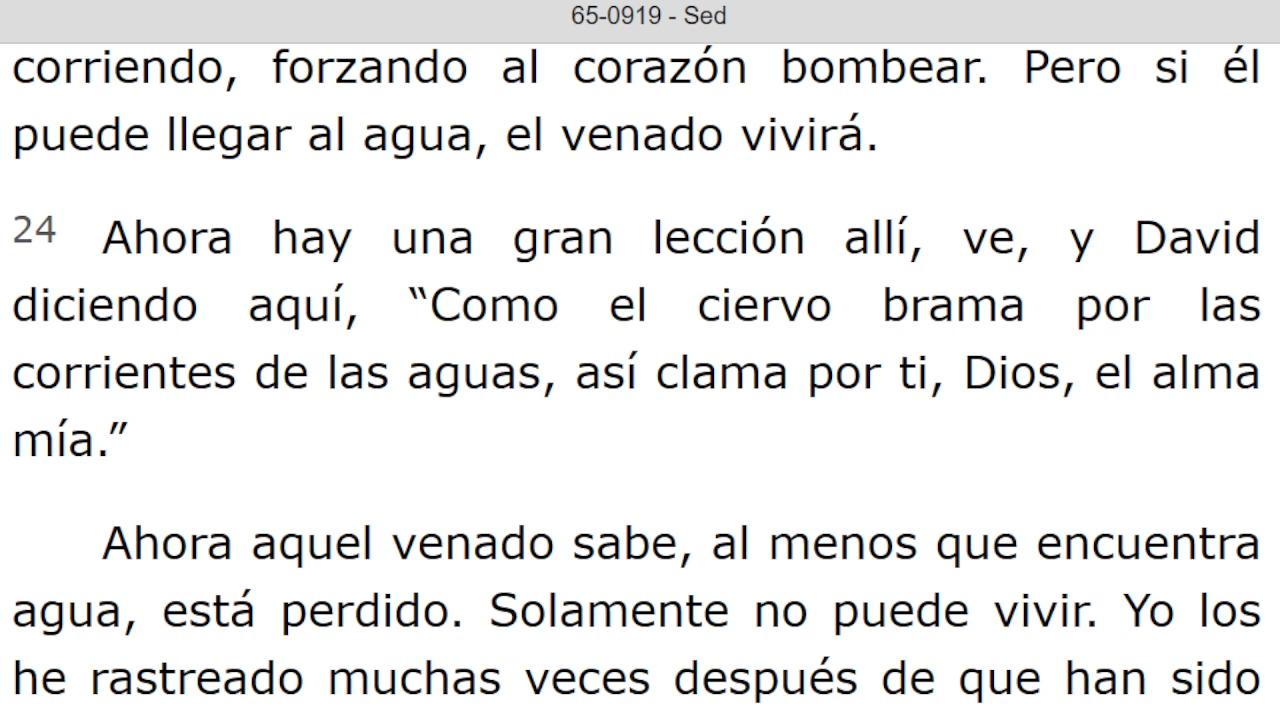 65-0919 - Sed
corriendo, forzando al corazón bombear. Pero si él
puede llegar al agua, el venado vivirá.
24 Ahora hay una gran lección allí, ve, y David
diciendo aquí, “Como el ciervo brama por las
corrientes de las aguas, así clama por ti, Dios, el alma
mía.”
Ahora aquel venado sabe, al menos que encuentra
agua, está perdido. Solamente no puede vivir. Yo los
he rastreado muchas veces después de que han sido